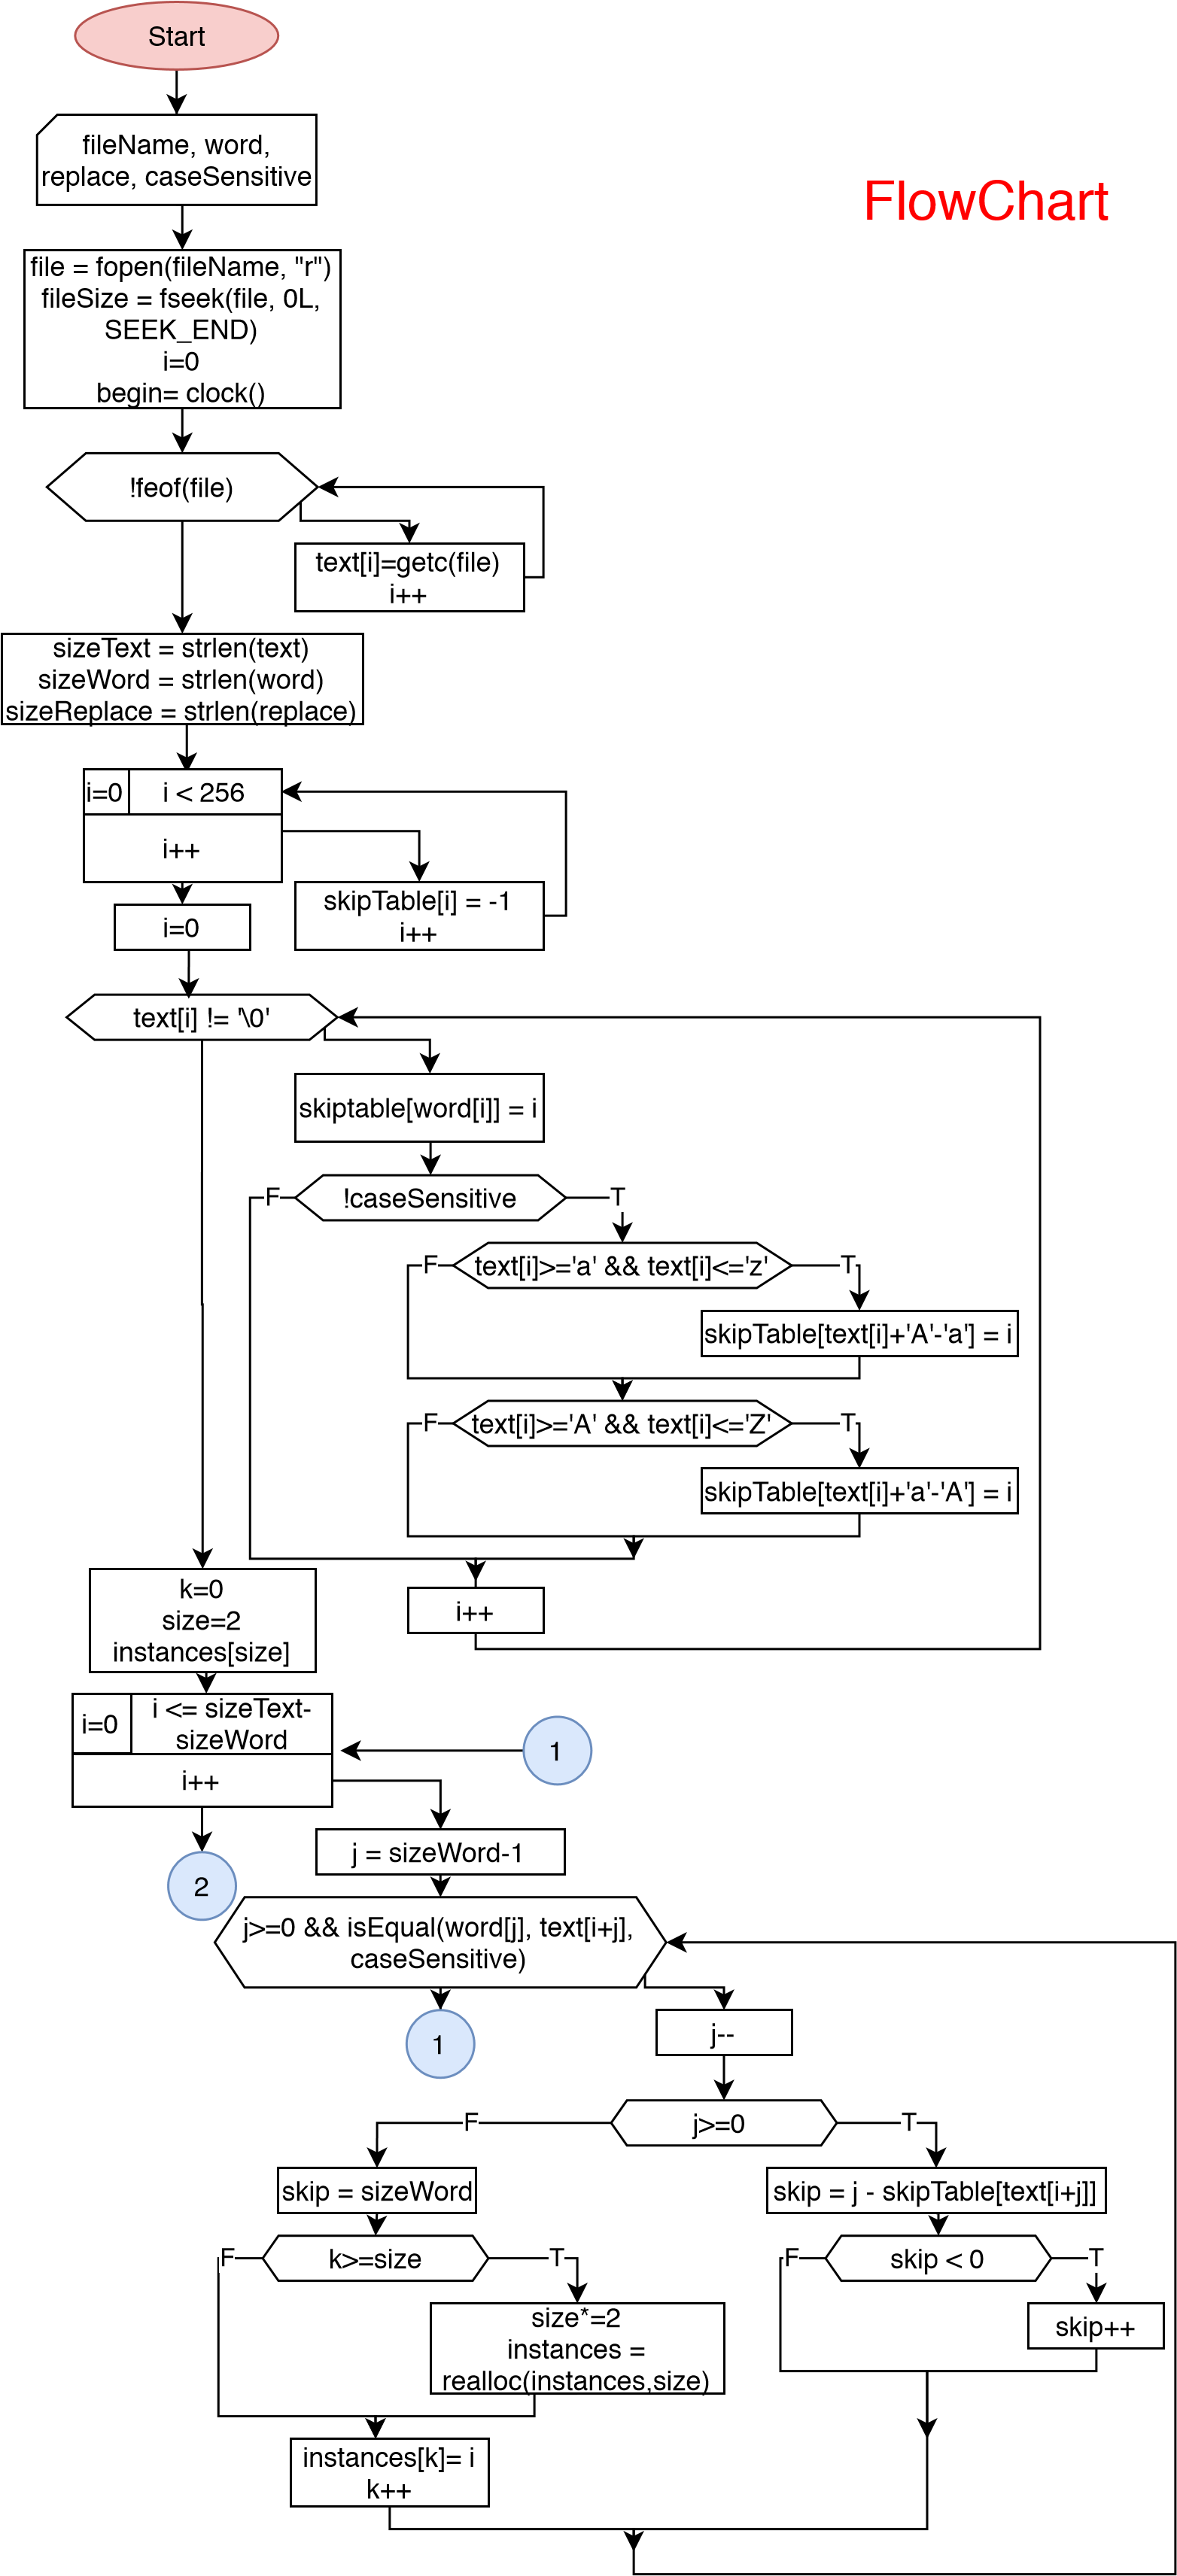 Start
fileName, word,
replace, caseSensitive
FlowChart
file = fopen(fileName, "r")
fileSize = fseek(file, 0L,
SEEK_END)
i=0
begin= clock()
!feof(file)
text[i]=getc(file)
i++
sizeText = strlen(text)
sizeWord = strlen(word)
sizeReplace = strlen(replace)
i=0
i < 256
i++
skipTable[i] = -1
i++
i=0
text[i] != '\0'
skiptable[word[i]] = i
F
!caseSensitive
T
F
text[i]>='a' && text[i]<='z'
T
skipTable[text[i]+'A'-'a'] = i
F
text[i]>='A' && text[i]<='Z'
T
skipTable[text[i]+'a'-'A'] = i
i++
k=0
size=2
instances[size]
i=0
i <= sizeText-
sizeWord
i++
1
j = sizeWord-1
2
j>=0 && isEqual(word[j], text[i+j],
caseSensitive)
1
j--
F
j>=0
T
skip = sizeWord
skip = j - skipTable[text[i+j]]
F
k>=size
T
F
skip < 0
T
size*=2
instances =
realloc(instances,size)
skip++
instances[k]= i
k++